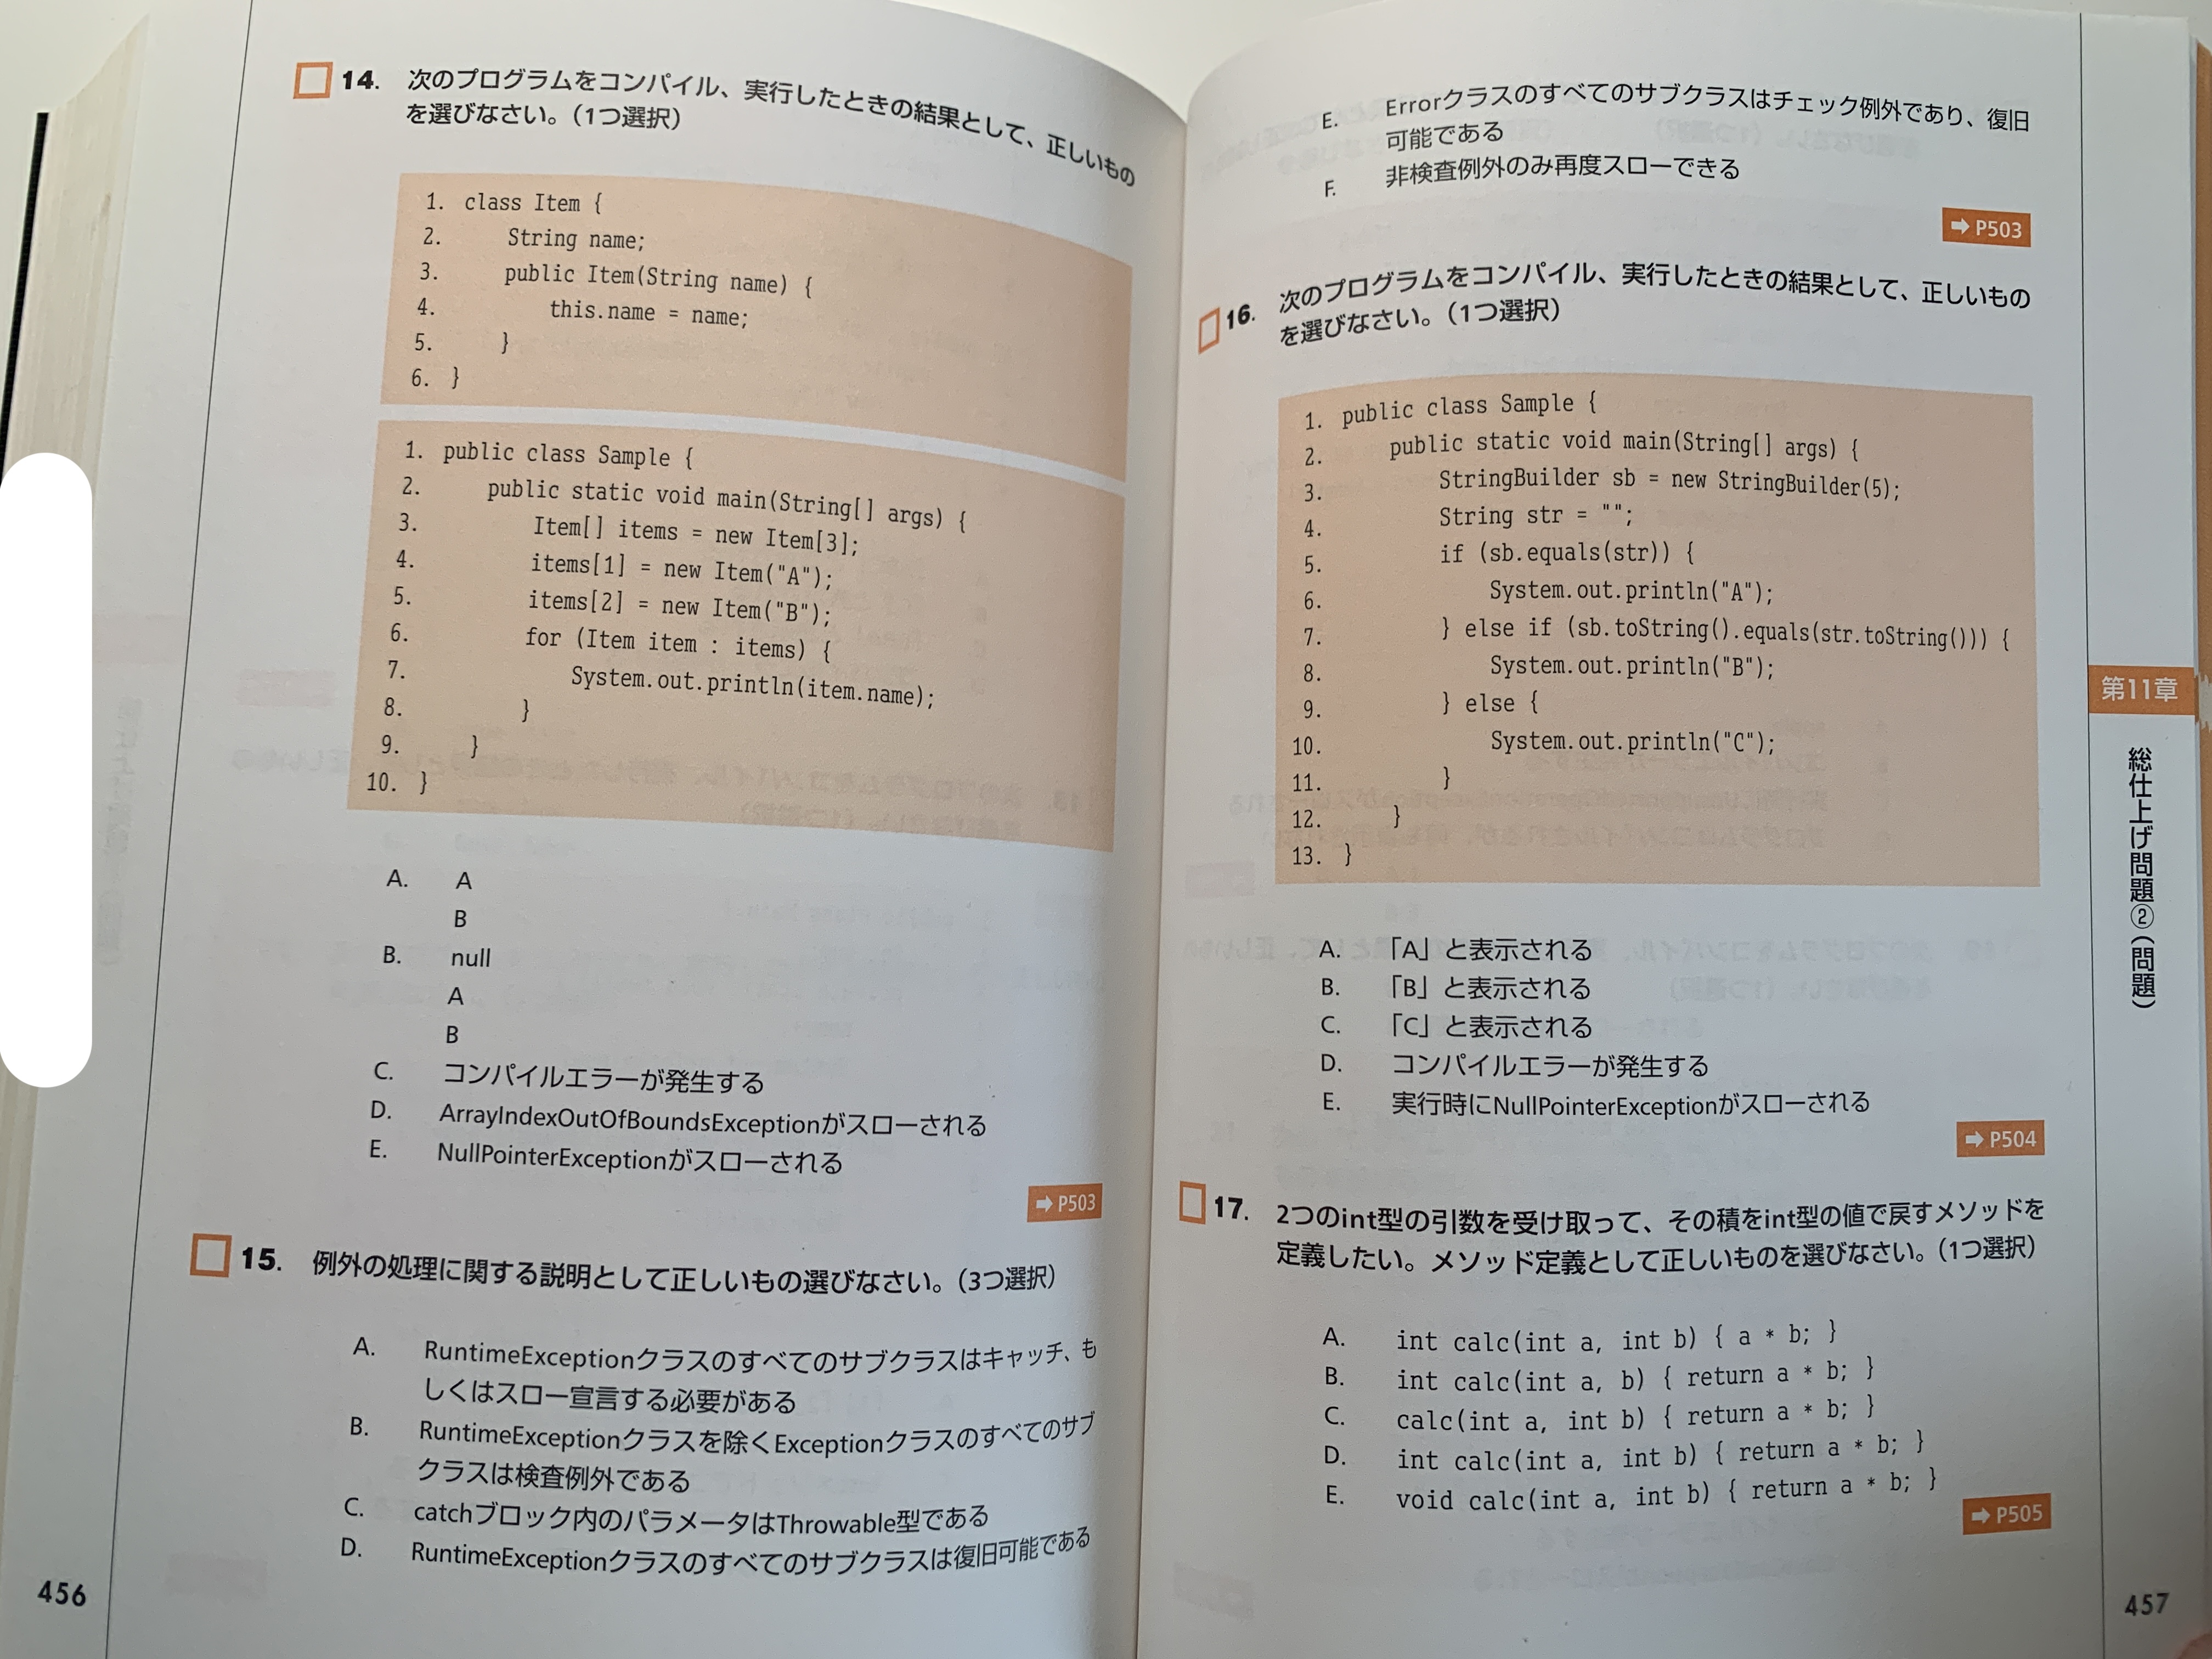 14. 次のプログラムをコンパイル、実行したときの結果として、正しいもの
を選びなさい。（1つ選択）
1. class Item {
2. String name;
3. public Item(String name) {
4. this.name = name;
5. }
6. }
1. public class Sample {
2. public static void main(String[] args) {
3. Item[] items = new Item[3];
4. items[1] = new Item("A");
5. items[2] = new Item("B");
6. for (Item item : items) {
7. System.out.println(item.name);
8. }
9. }
10. }
A. A
B
B. null
A
B
C. コンパイルエラーが発生する
D. ArrayIndexOutOfBoundsExceptionがスローされる
E. NullPointerExceptionがスローされる
➡ P503
15. 例外の処理に関する説明として正しいもの選びなさい。（3つ選択）
A. RuntimeExceptionクラスのすべてのサブクラスはキャッチ、も
しくはスロー宣言する必要がある
B. RuntimeExceptionクラスを除くExceptionクラスのすべてのサブ
クラスは検査例外である
C. catchブロック内のパラメータはThrowable型である
D. RuntimeExceptionクラスのすべてのサブクラスは復旧可能である
456
E. Errorクラスのすべてのサブクラスはチェック例外であり、復旧
可能である
F. 非検査例外のみ再度スローできる
➡ P503
16. 次のプログラムをコンパイル、実行したときの結果として、正しいもの
を選びなさい。（1つ選択）
1. public class Sample {
2. public static void main(String[] args) {
3. StringBuilder sb = new StringBuilder(5);
4. String str = "";
5. if (sb.equals(str)) {
6. System.out.println("A");
7. } else if (sb.toString().equals(str.toString())) {
8. System.out.println("B");
9. } else {
10. System.out.println("C");
11. }
12. }
13. }
A. 「A」と表示される
B. 「B」と表示される
C. 「C」と表示される
D. コンパイルエラーが発生する
E. 実行時にNullPointerExceptionがスローされる
➡ P504
17. 2つのint型の引数を受け取って、その積をint型の値で戻すメソッドを
定義したい。メソッド定義として正しいものを選びなさい。（1つ選択）
A. int calc(int a, int b) { a * b; }
B. int calc(int a, b) { return a * b; }
C. calc(int a, int b) { return a * b; }
D. int calc(int a, int b) { return a * b; }
E. void calc(int a, int b) { return a * b; }
➡ P505
第11章
総仕上げ問題②（問題）
457